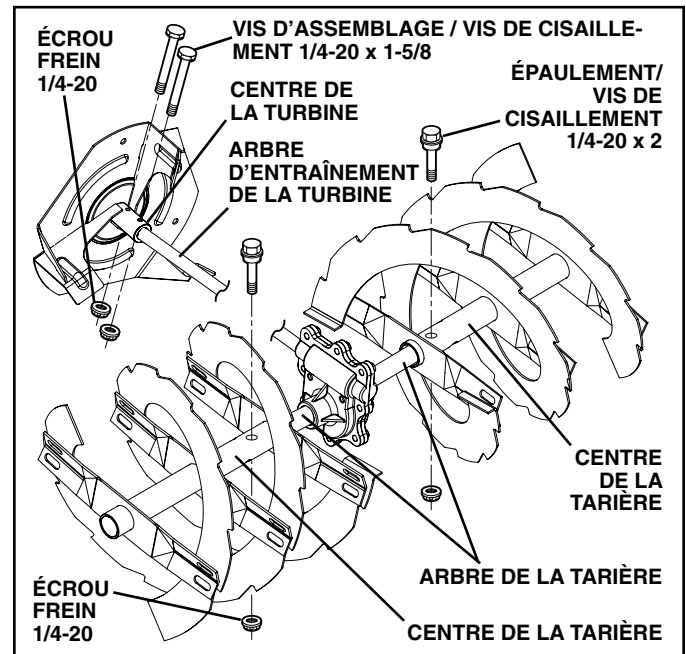 ÉCROU
FREIN
1/4-20
VIS D'ASSEMBLAGE / VIS DE CISAILLE-
MENT 1/4-20 x 1-5/8
CENTRE DE
LA TURBINE
ARBRE
D'ENTRAÎNEMENT
DE LA TURBINE
ÉPAULEMENT/
VIS DE
CISAILLEMENT
1/4-20 x 2
CENTRE
DE LA
TARIÈRE
ARBRE DE LA TARIÈRE
ÉCROU
FREIN
1/4-20
CENTRE DE LA TARIÈRE